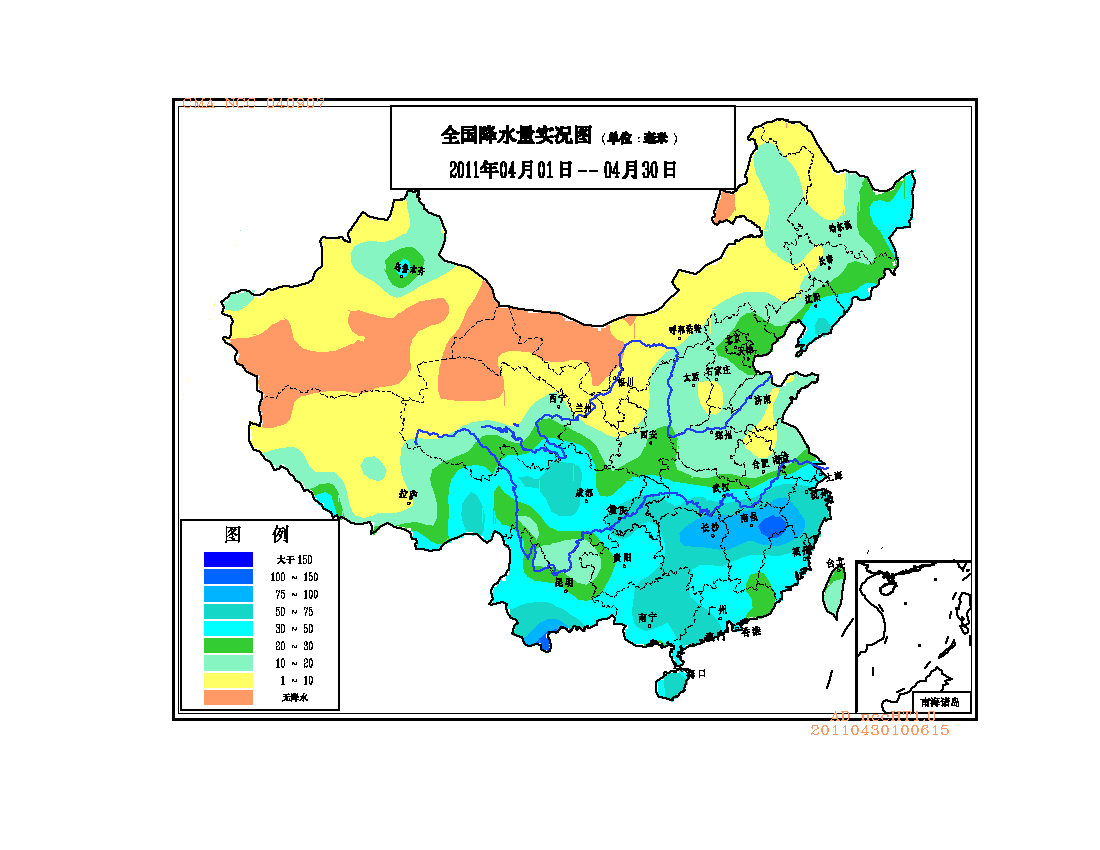 CMA NCC 040907
全国降水量实况图 (单位:毫米)
2011年04月01日--04月30日
哈尔滨
长春
沈阳
乌鲁木齐
呼和浩特
北京
天津
银川
太原
石家庄
济南
西宁
兰州
西安
郑州
合肥
南京
上海
拉萨
成都
武汉
杭州
重庆
长沙
南昌
贵阳
福州
昆明
台北
南宁
广州
澳门
香港
海口
图 例
大于150
100 ~ 150
75 ~ 100
50 ~ 75
30 ~ 50
20 ~ 30
10 ~ 20
1 ~ 10
无降水
南海诸岛
20110430100615